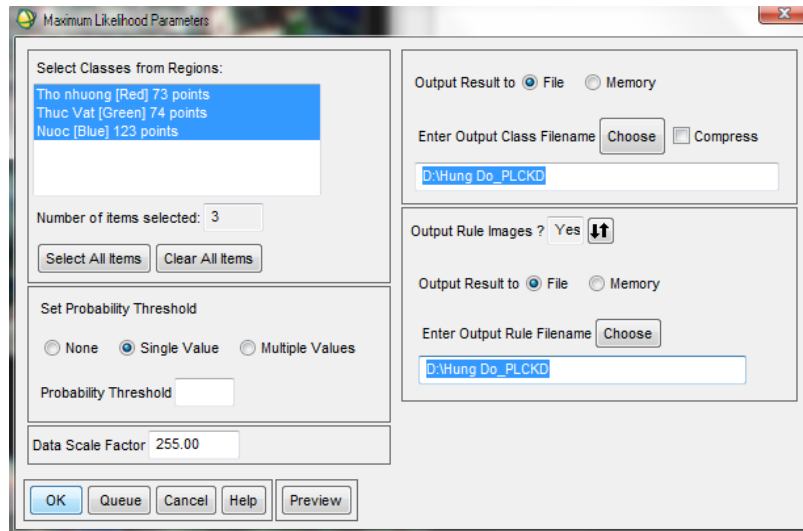 Maximum Likelihood Parameters
Select Classes from Regions:
Tho nhuong [Red] 73 points
Thuc Vat [Green] 74 points
Nuoc [Blue] 123 points
Number of items selected: 3
Select All Items Clear All Items
Set Probability Threshold
None Single Value Multiple Values
Probability Threshold
Data Scale Factor 255.00
OK Queue Cancel Help Preview
Output Result to File Memory
Enter Output Class Filename Choose Compress
D:\Hung Do_PLCKD
Output Rule Images ? Yes
Output Result to File Memory
Enter Output Rule Filename Choose
D:\Hung Do_PLCKD